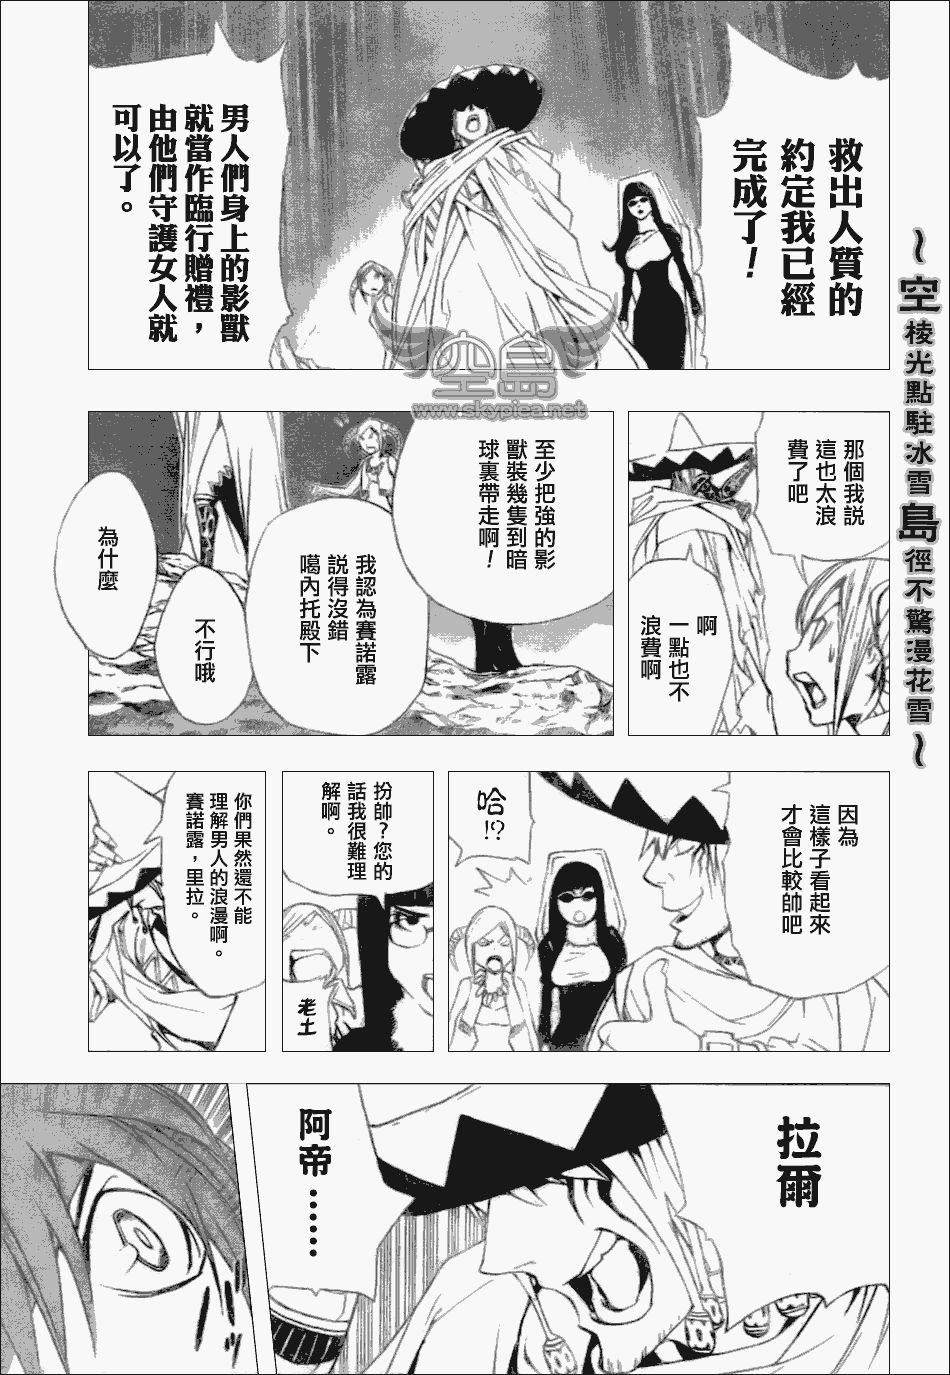 救出人質的
約定我已經
完成了！
男人們身上的影獸
就當作臨行贈禮，
由他們守護女人就
可以了。
空島
www.skypiea.net
～空棱光點駐冰雪島徑不驚漫花雪～
那個我説
這也太浪
費了吧
啊
一點也不
浪費啊
至少把強的影
獸裝幾隻到暗
球裏帶走啊！
我認為賽諾露
説得沒錯
噶內托殿下
不行哦
為什麼
因為
這樣子看起來
才會比較帥吧
哈
!?
扮帥？您的
話我很難理
解啊。
老土
你們果然還不能
理解男人的浪漫啊。
賽諾露，里拉。
拉爾
阿帝……